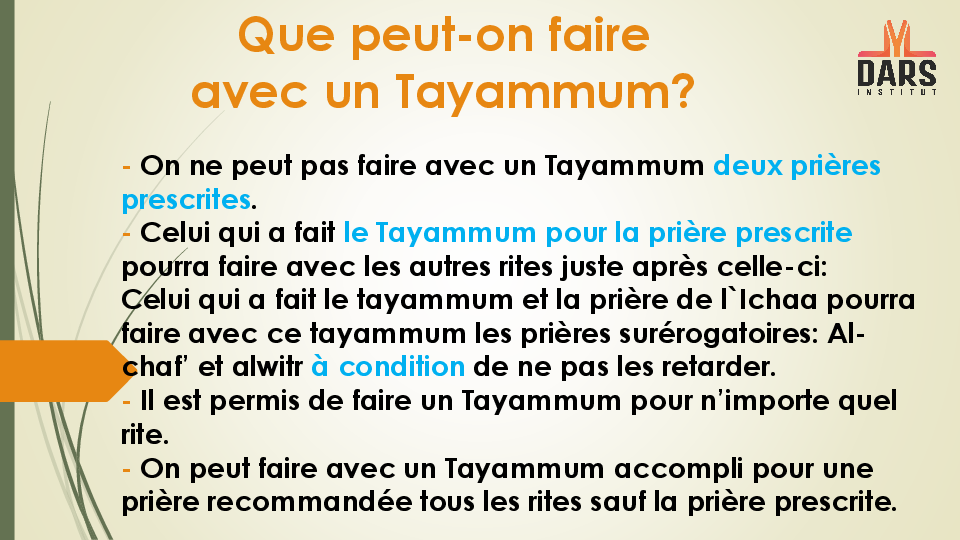 Que peut-on faire
avec un Tayammum?
DARS
INSTITUT
- On ne peut pas faire avec un Tayammum deux prières
prescrites.
- Celui qui a fait le Tayammum pour la prière prescrite
pourra faire avec les autres rites juste après celle-ci:
Celui qui a fait le tayammum et la prière de l`Ichaa pourra
faire avec ce tayammum les prières surérogatoires: Al-
chaf’ et alwitr à condition de ne pas les retarder.
- Il est permis de faire un Tayammum pour n’importe quel
rite.
- On peut faire avec un Tayammum accompli pour une
prière recommandée tous les rites sauf la prière prescrite.